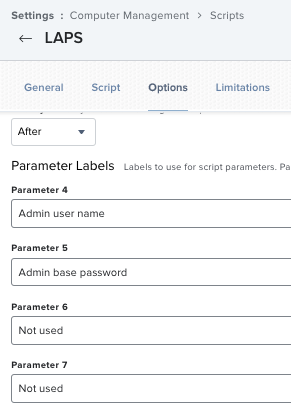 Settings : Computer Management > Scripts
← LAPS
General Script Options Limitations
After
Parameter Labels Labels to use for script parameters. Pa
Parameter 4
Admin user name
Parameter 5
Admin base password
Parameter 6
Not used
Parameter 7
Not used